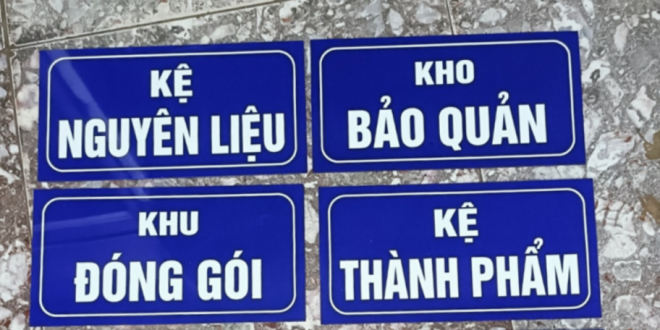 KỆ
NGUYÊN LIỆU
KHO
BẢO QUẢN
KHU
ĐÓNG GÓI
KỆ
THÀNH PHẨM